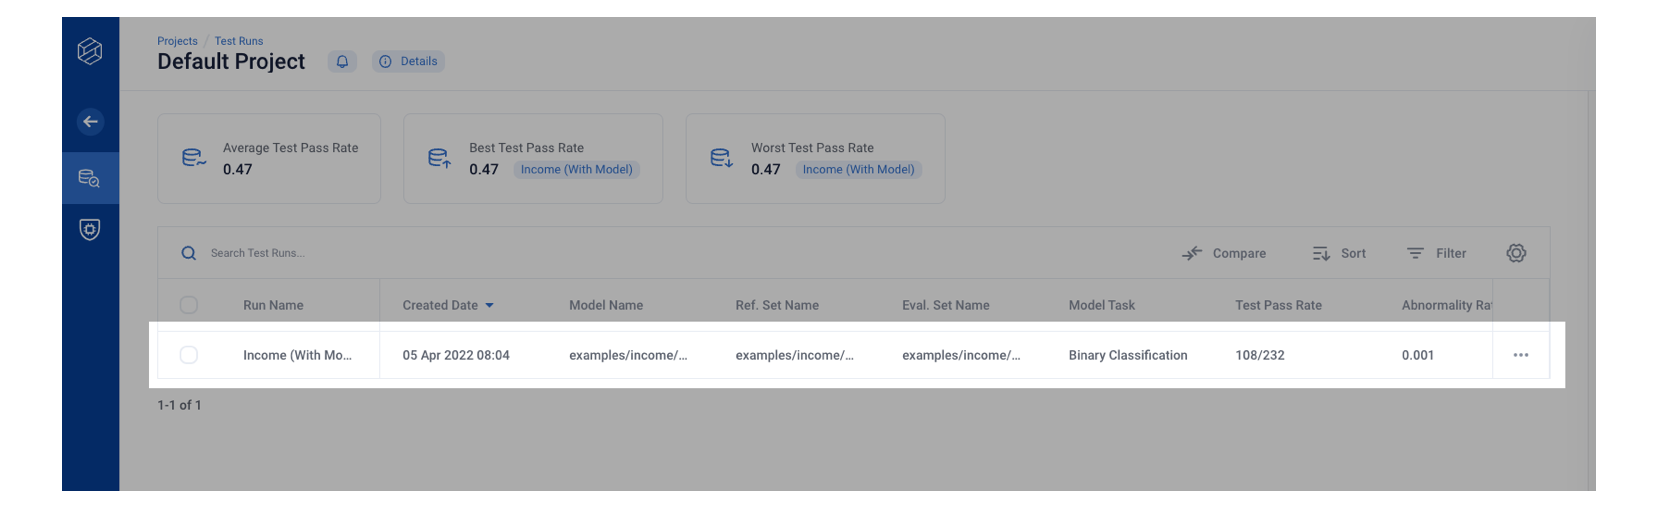 Projects / Test Runs
Default Project Details
Average Test Pass Rate
0.47
Best Test Pass Rate
0.47 Income (With Model)
Worst Test Pass Rate
0.47 Income (With Model)
Search Test Runs... Compare Sort Filter
Run Name Created Date Model Name Ref. Set Name Eval. Set Name Model Task Test Pass Rate Abnormality Ra
Income (With Mo... 05 Apr 2022 08:04 examples/income/... examples/income/... examples/income/... Binary Classification 108/232 0.001
1-1 of 1